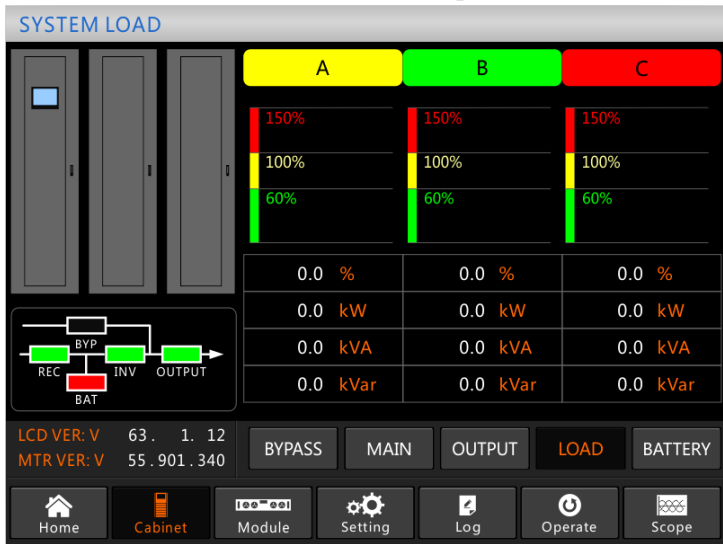 SYSTEM LOAD
A B C
150% 150% 150%
100% 100% 100%
60% 60% 60%
0.0 % 0.0 % 0.0 %
0.0 kW 0.0 kW 0.0 kW
0.0 kVA 0.0 kVA 0.0 kVA
0.0 kVar 0.0 kVar 0.0 kVar
BYP
REC INV OUTPUT
BAT
LCD VER: V 63. 1. 12
MTR VER: V 55.901.340
BYPASS MAIN OUTPUT LOAD BATTERY
Home Cabinet Module Setting Log Operate Scope